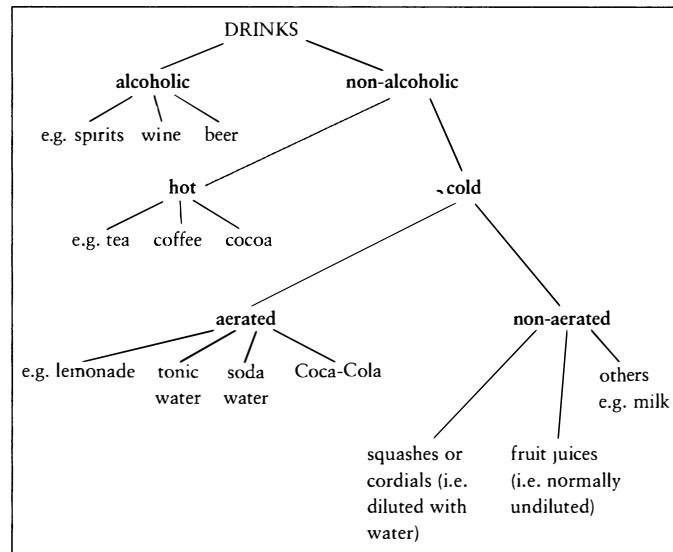 DRINKS
alcoholic non-alcoholic
e.g. spirits wine beer
hot cold
e.g. tea coffee cocoa
aerated non-aerated
e.g. lemonade tonic water soda water Coca-Cola
others
e.g. milk
squashes or
cordials (i.e.
diluted with
water)
fruit juices
(i.e. normally
undiluted)